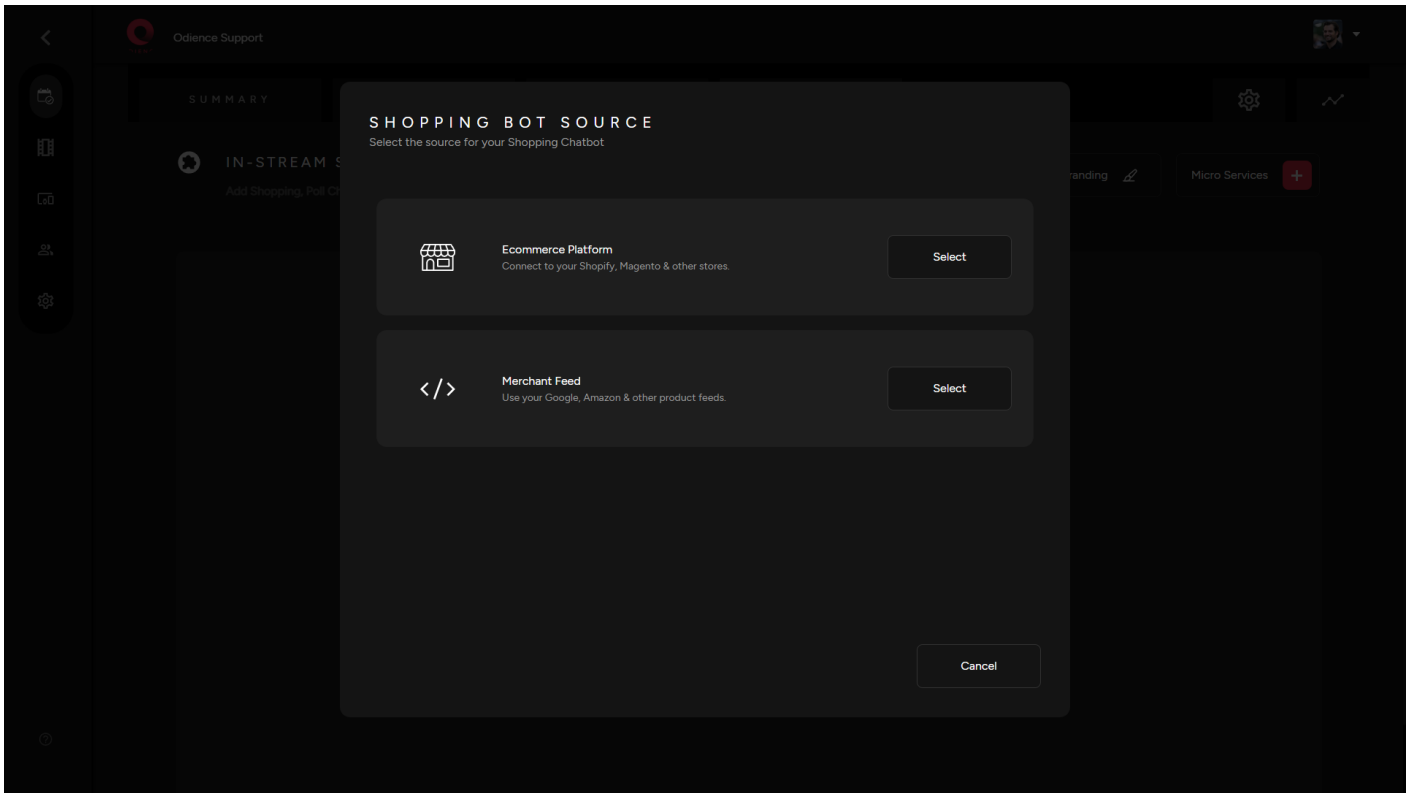 Odience Support
SUMMARY
SHOPPING BOT SOURCE
Select the source for your Shopping Chatbot
IN-STREAM S
Add Shopping, Poll Ch
randing
Micro Services
Ecommerce Platform
Connect to your Shopify, Magento & other stores.
Select
Merchant Feed
Use your Google, Amazon & other product feeds.
Select
Cancel